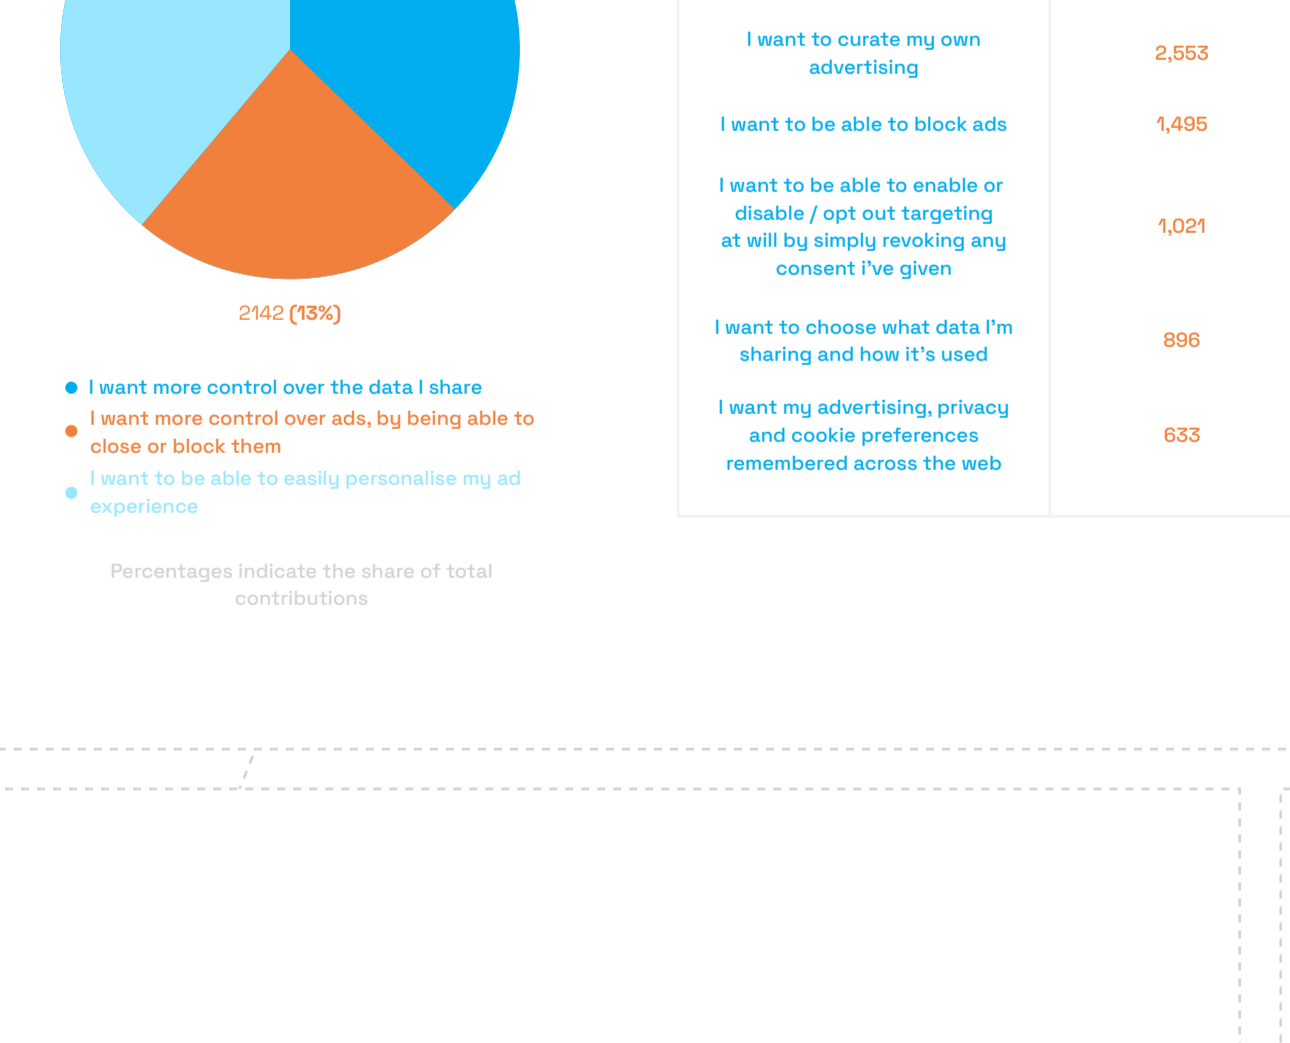 2142 (13%)
I want more control over the data I share
I want more control over ads, by being able to
close or block them
I want to be able to easily personalise my ad
experience
Percentages indicate the share of total
contributions
I want to curate my own
advertising
2,553
I want to be able to block ads
1,495
I want to be able to enable or
disable / opt out targeting
at will by simply revoking any
consent i’ve given
1,021
I want to choose what data I’m
sharing and how it’s used
896
I want my advertising, privacy
and cookie preferences
remembered across the web
633